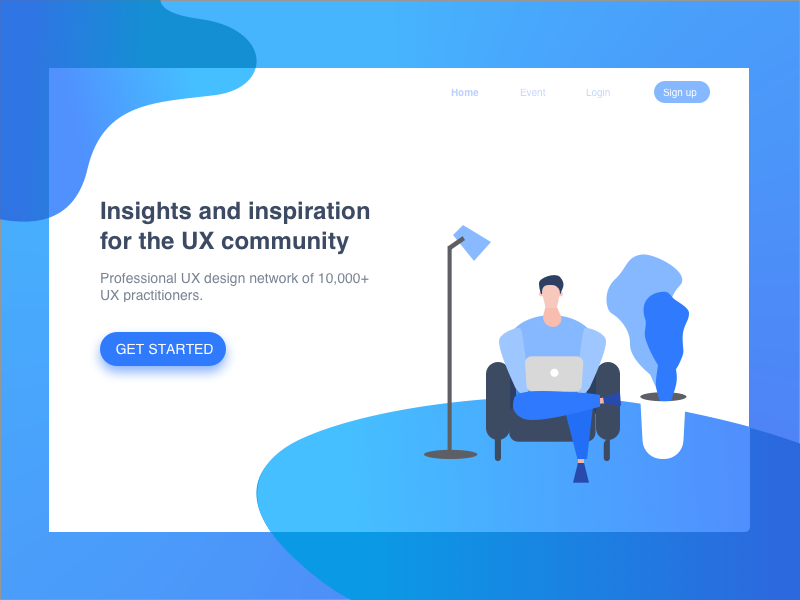 Home Event Login Sign up
Insights and inspiration
for the UX community
Professional UX design network of 10,000+
UX practitioners.
GET STARTED